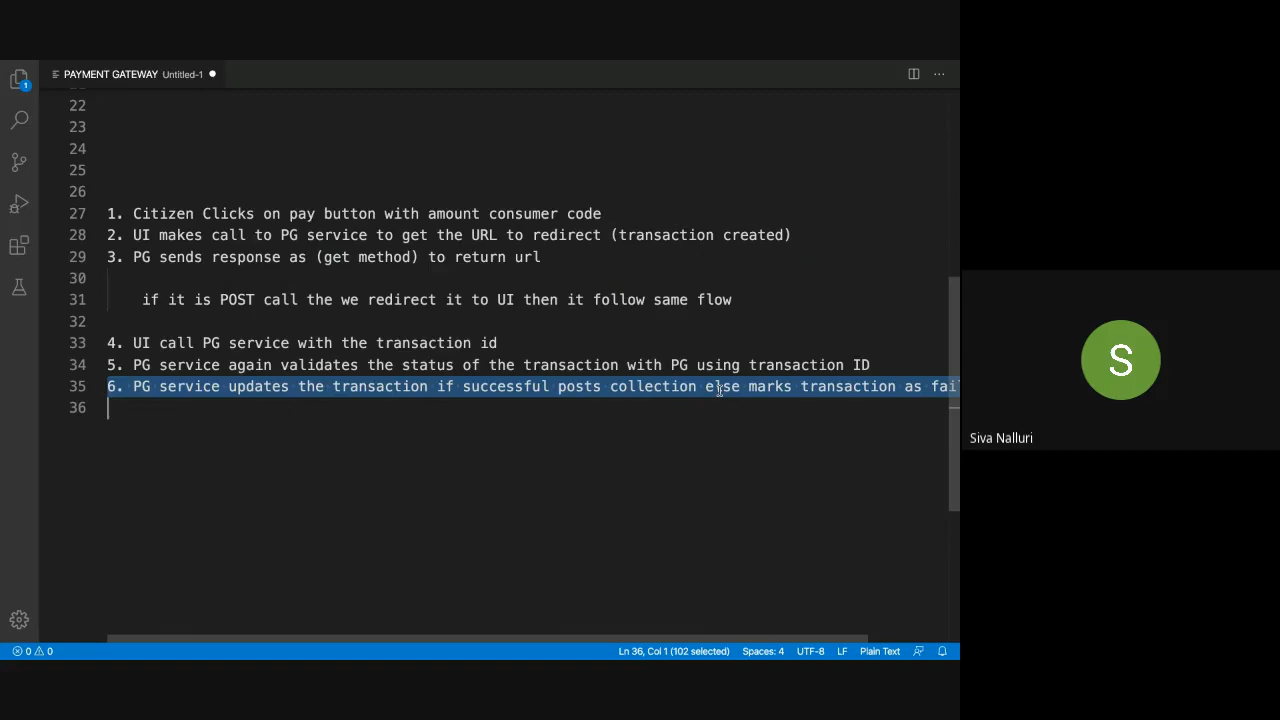 PAYMENT GATEWAY Untitled-1
1
22
23
24
25
26
27 1. Citizen Clicks on pay button with amount consumer code
28 2. UI makes call to PG service to get the URL to redirect (transaction created)
29 3. PG sends response as (get method) to return url
30
31 if it is POST call the we redirect it to UI then it follow same flow
32
33 4. UI call PG service with the transaction id
34 5. PG service again validates the status of the transaction with PG using transaction ID
35 6. PG service updates the transaction if successful posts collection else marks transaction as fai
36
S
Siva Nalluri
0 0 Ln 36, Col 1 (102 selected) Spaces: 4 UTF-8 LF Plain Text